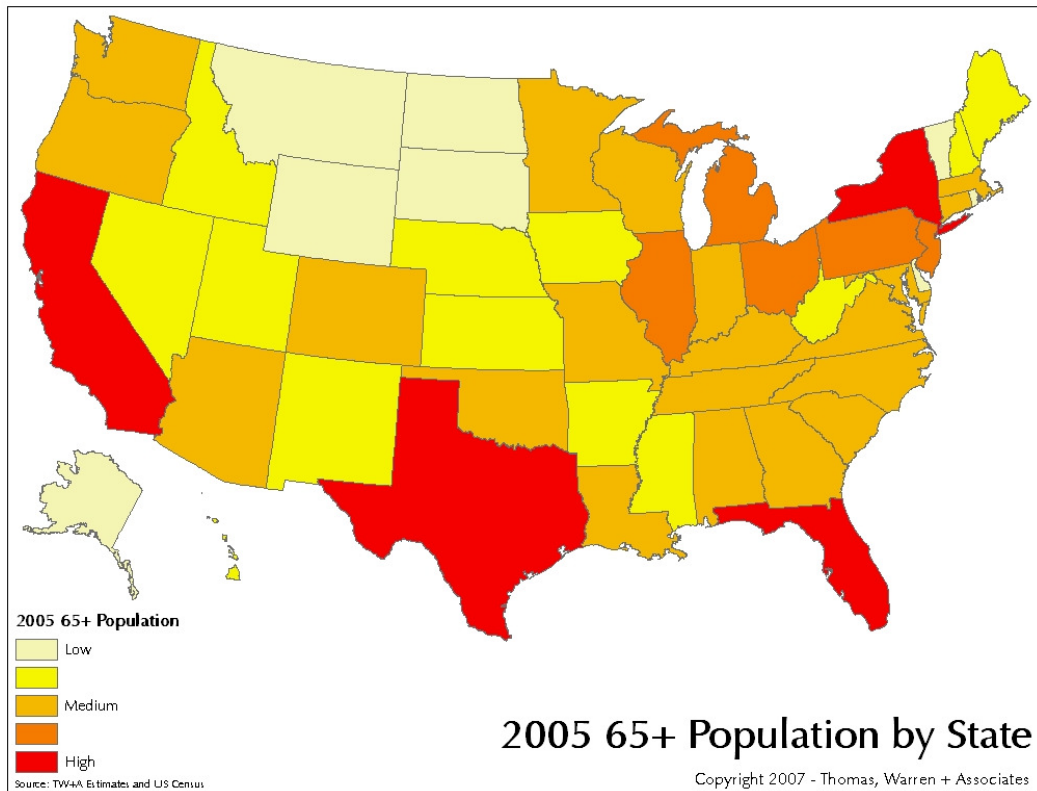 2005 65+ Population
Low
Medium
High
Source: TW+A Estimates and US Census
2005 65+ Population by State
Copyright 2007 - Thomas, Warren + Associates